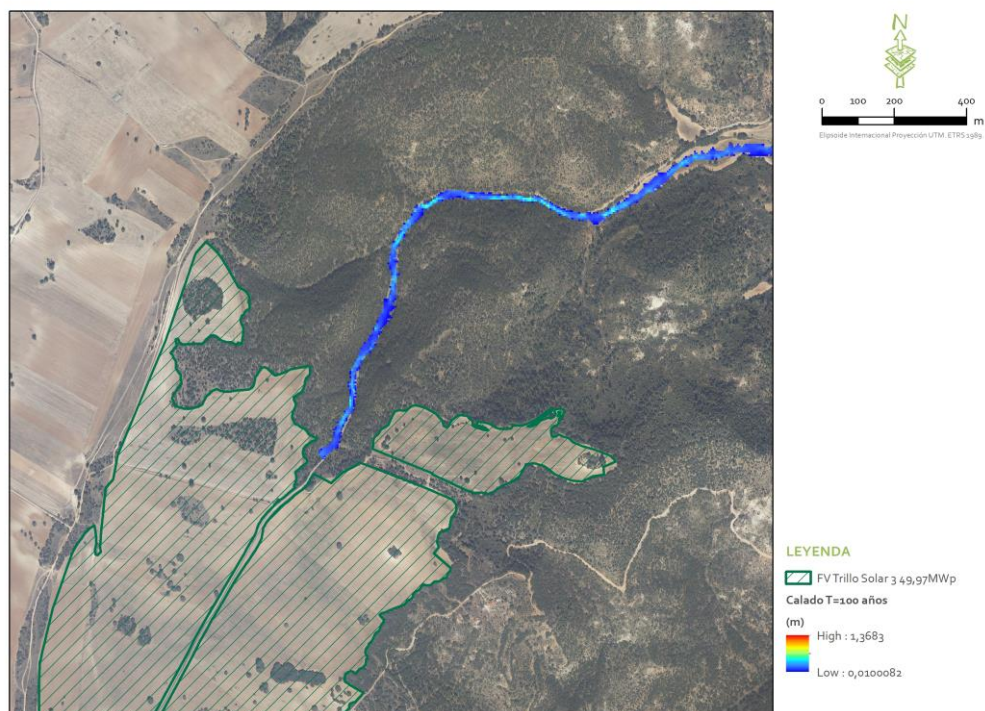 N
0 100 200 400
m
Elipsoide Internacional Proyección UTM. ETRS 1989.
LEYENDA
FV Trillo Solar 3 49,97MWp
Calado T=100 años
(m)
High : 1,3683
Low : 0,0100082